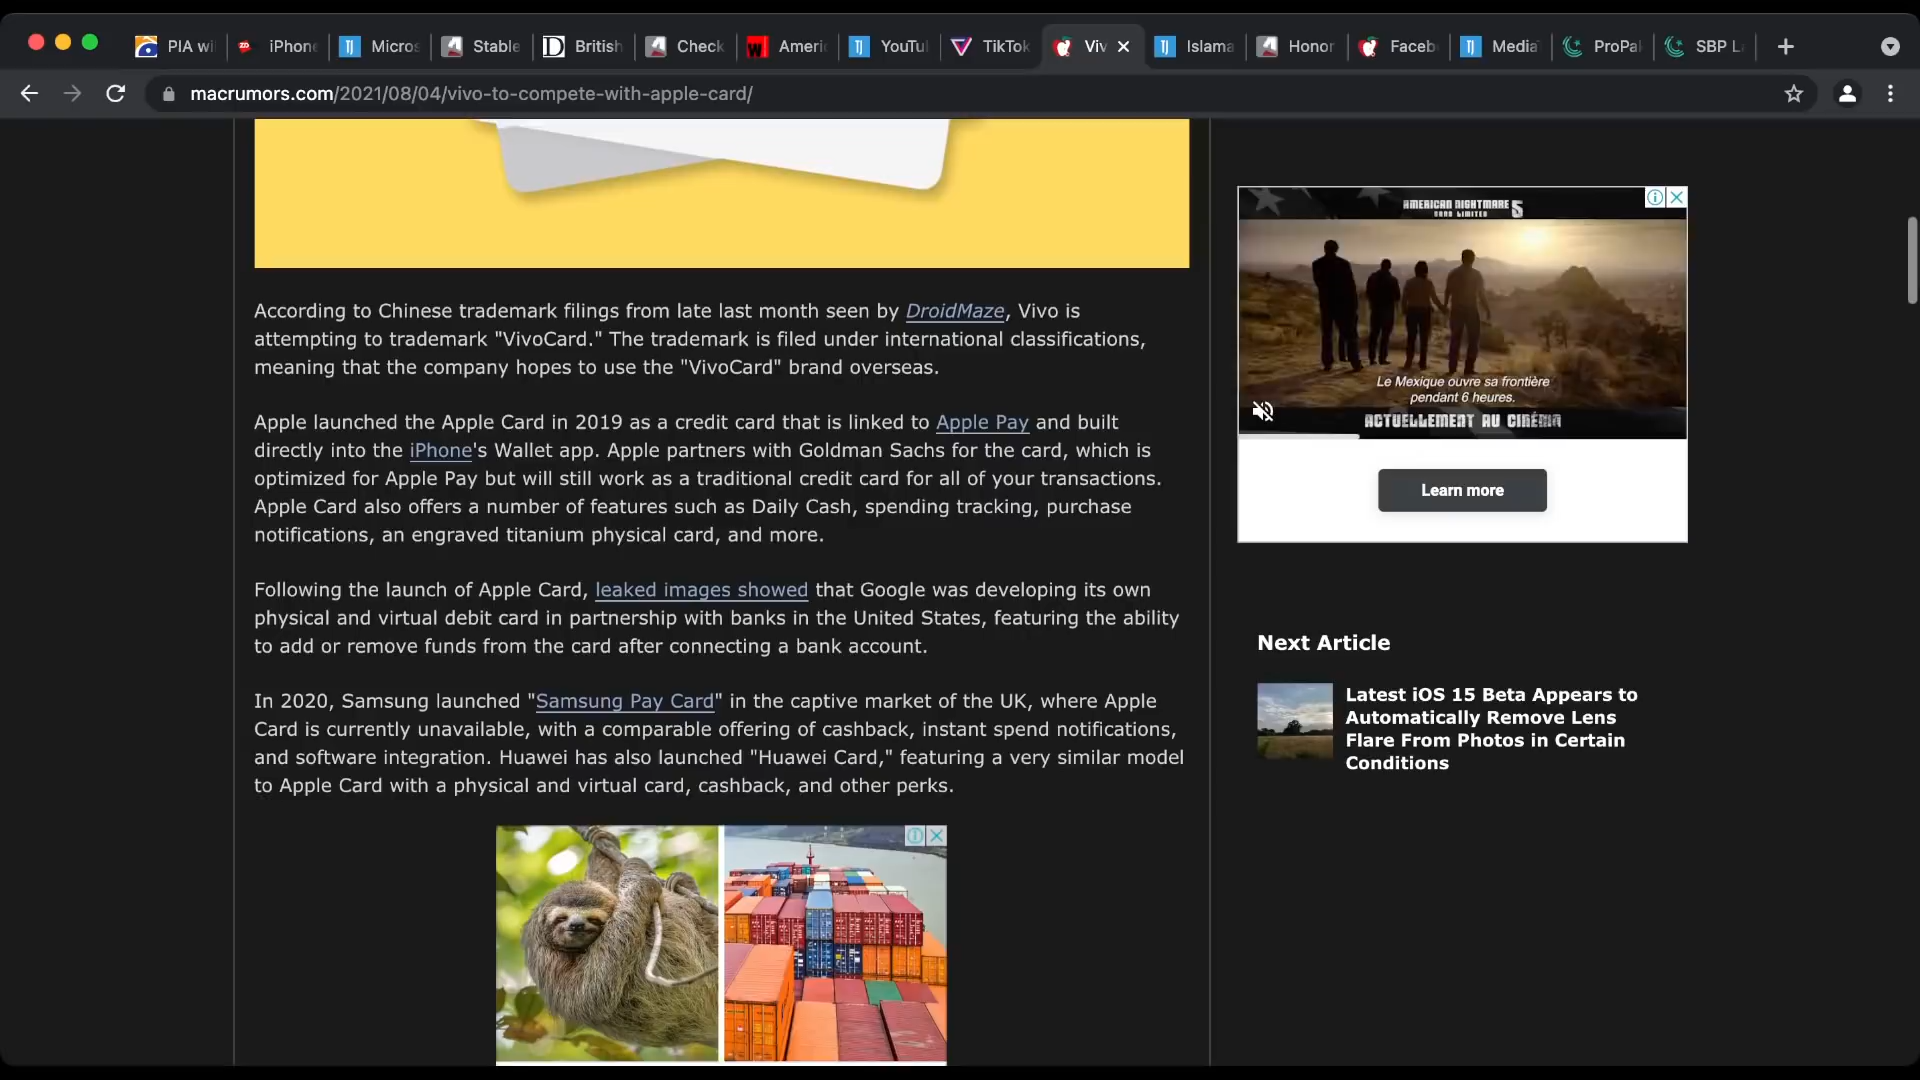 PIA wi
iPhone
Micros
Stable
British
Check
Ameri
YouTu
TikTok
Viv
Islama
Honor
Faceb
Media
ProPak
SBP L
macrumors.com/2021/08/04/vivo-to-compete-with-apple-card/
According to Chinese trademark filings from late last month seen by DroidMaze, Vivo is
attempting to trademark "VivoCard." The trademark is filed under international classifications,
meaning that the company hopes to use the "VivoCard" brand overseas.
Apple launched the Apple Card in 2019 as a credit card that is linked to Apple Pay and built
directly into the iPhone's Wallet app. Apple partners with Goldman Sachs for the card, which is
optimized for Apple Pay but will still work as a traditional credit card for all of your transactions.
Apple Card also offers a number of features such as Daily Cash, spending tracking, purchase
notifications, an engraved titanium physical card, and more.
Following the launch of Apple Card, leaked images showed that Google was developing its own
physical and virtual debit card in partnership with banks in the United States, featuring the ability
to add or remove funds from the card after connecting a bank account.
In 2020, Samsung launched "Samsung Pay Card" in the captive market of the UK, where Apple
Card is currently unavailable, with a comparable offering of cashback, instant spend notifications,
and software integration. Huawei has also launched "Huawei Card," featuring a very similar model
to Apple Card with a physical and virtual card, cashback, and other perks.
AMERICAN NIGHTMARE 5
SANS LIMITES
Le Mexique ouvre sa frontière
pendant 6 heures.
ACTUELLEMENT AU CINÉMA
Learn more
Next Article
Latest iOS 15 Beta Appears to
Automatically Remove Lens
Flare From Photos in Certain
Conditions